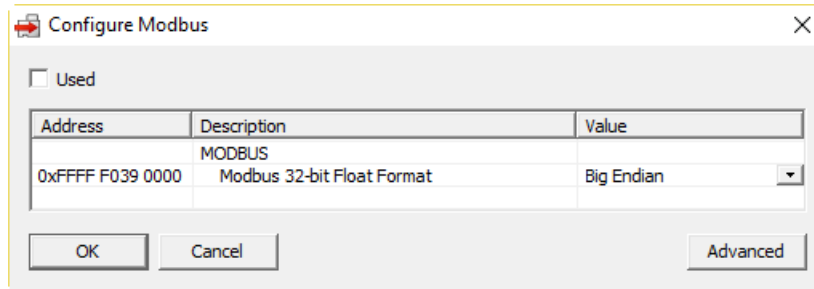 Configure Modbus
Used
Address Description Value
MODBUS
0xFFFF F039 0000 Modbus 32-bit Float Format Big Endian
OK Cancel Advanced